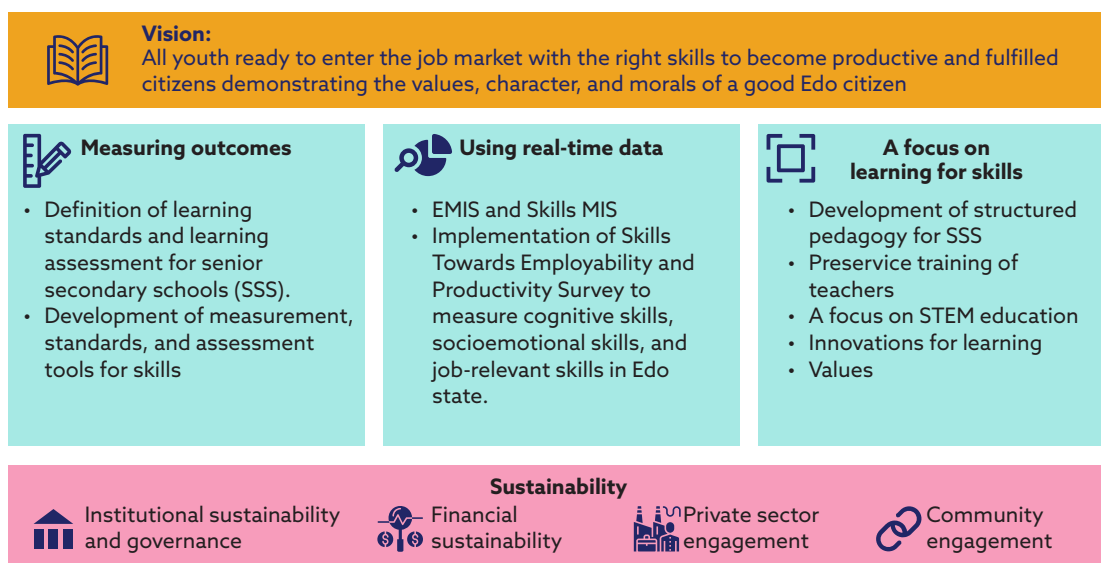 Vision:
All youth ready to enter the job market with the right skills to become productive and fulfilled
citizens demonstrating the values, character, and morals of a good Edo citizen
Measuring outcomes
• Definition of learning
standards and learning
assessment for senior
secondary schools (SSS).
• Development of measurement,
standards, and assessment
tools for skills
Using real-time data
• EMIS and Skills MIS
• Implementation of Skills
Towards Employability and
Productivity Survey to
measure cognitive skills,
socioemotional skills, and
job-relevant skills in Edo
state.
A focus on
learning for skills
• Development of structured
pedagogy for SSS
• Preservice training of
teachers
• A focus on STEM education
• Innovations for learning
• Values
Sustainability
Institutional sustainability
and governance
Financial
sustainability
Private sector
engagement
Community
engagement